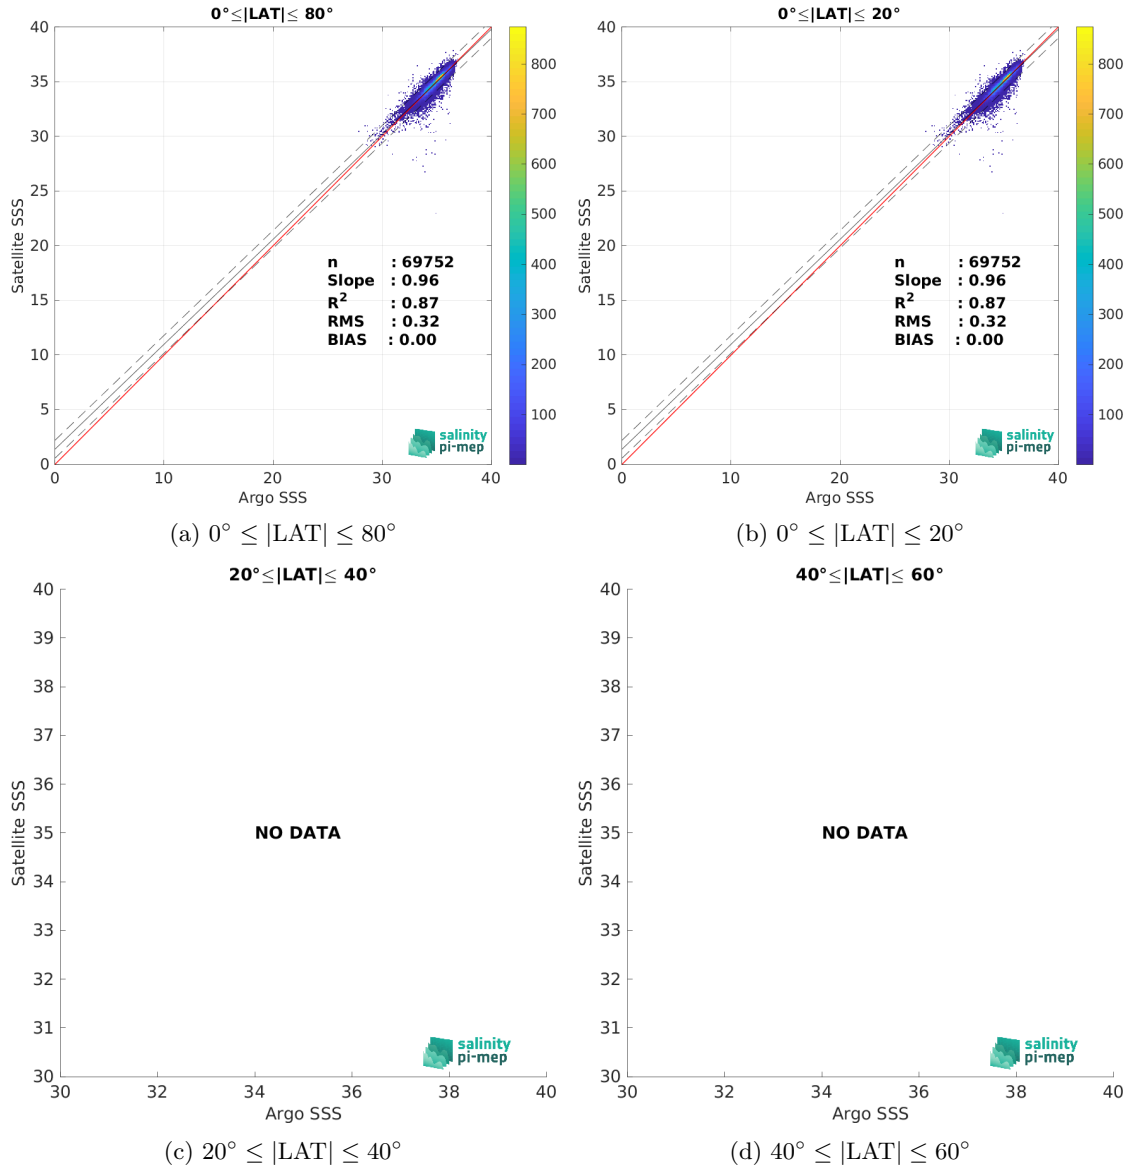 0°≤|LAT|≤ 80°
40
35
30
25
20
15
10
5
0
Satellite SSS
n : 69752
Slope : 0.96
R² : 0.87
RMS : 0.32
BIAS : 0.00
salinity
pi-mep
0 10 20 30 40
Argo SSS
800
700
600
500
400
300
200
100
(a) 0° ≤ |LAT| ≤ 80°
0°≤|LAT|≤ 20°
40
35
30
25
20
15
10
5
0
Satellite SSS
n : 69752
Slope : 0.96
R² : 0.87
RMS : 0.32
BIAS : 0.00
salinity
pi-mep
0 10 20 30 40
Argo SSS
800
700
600
500
400
300
200
100
(b) 0° ≤ |LAT| ≤ 20°
20°≤|LAT|≤ 40°
40
39
38
37
36
35
34
33
32
31
30
Satellite SSS
NO DATA
salinity
pi-mep
30 32 34 36 38 40
Argo SSS
(c) 20° ≤ |LAT| ≤ 40°
40°≤|LAT|≤ 60°
40
39
38
37
36
35
34
33
32
31
30
Satellite SSS
NO DATA
salinity
pi-mep
30 32 34 36 38 40
Argo SSS
(d) 40° ≤ |LAT| ≤ 60°